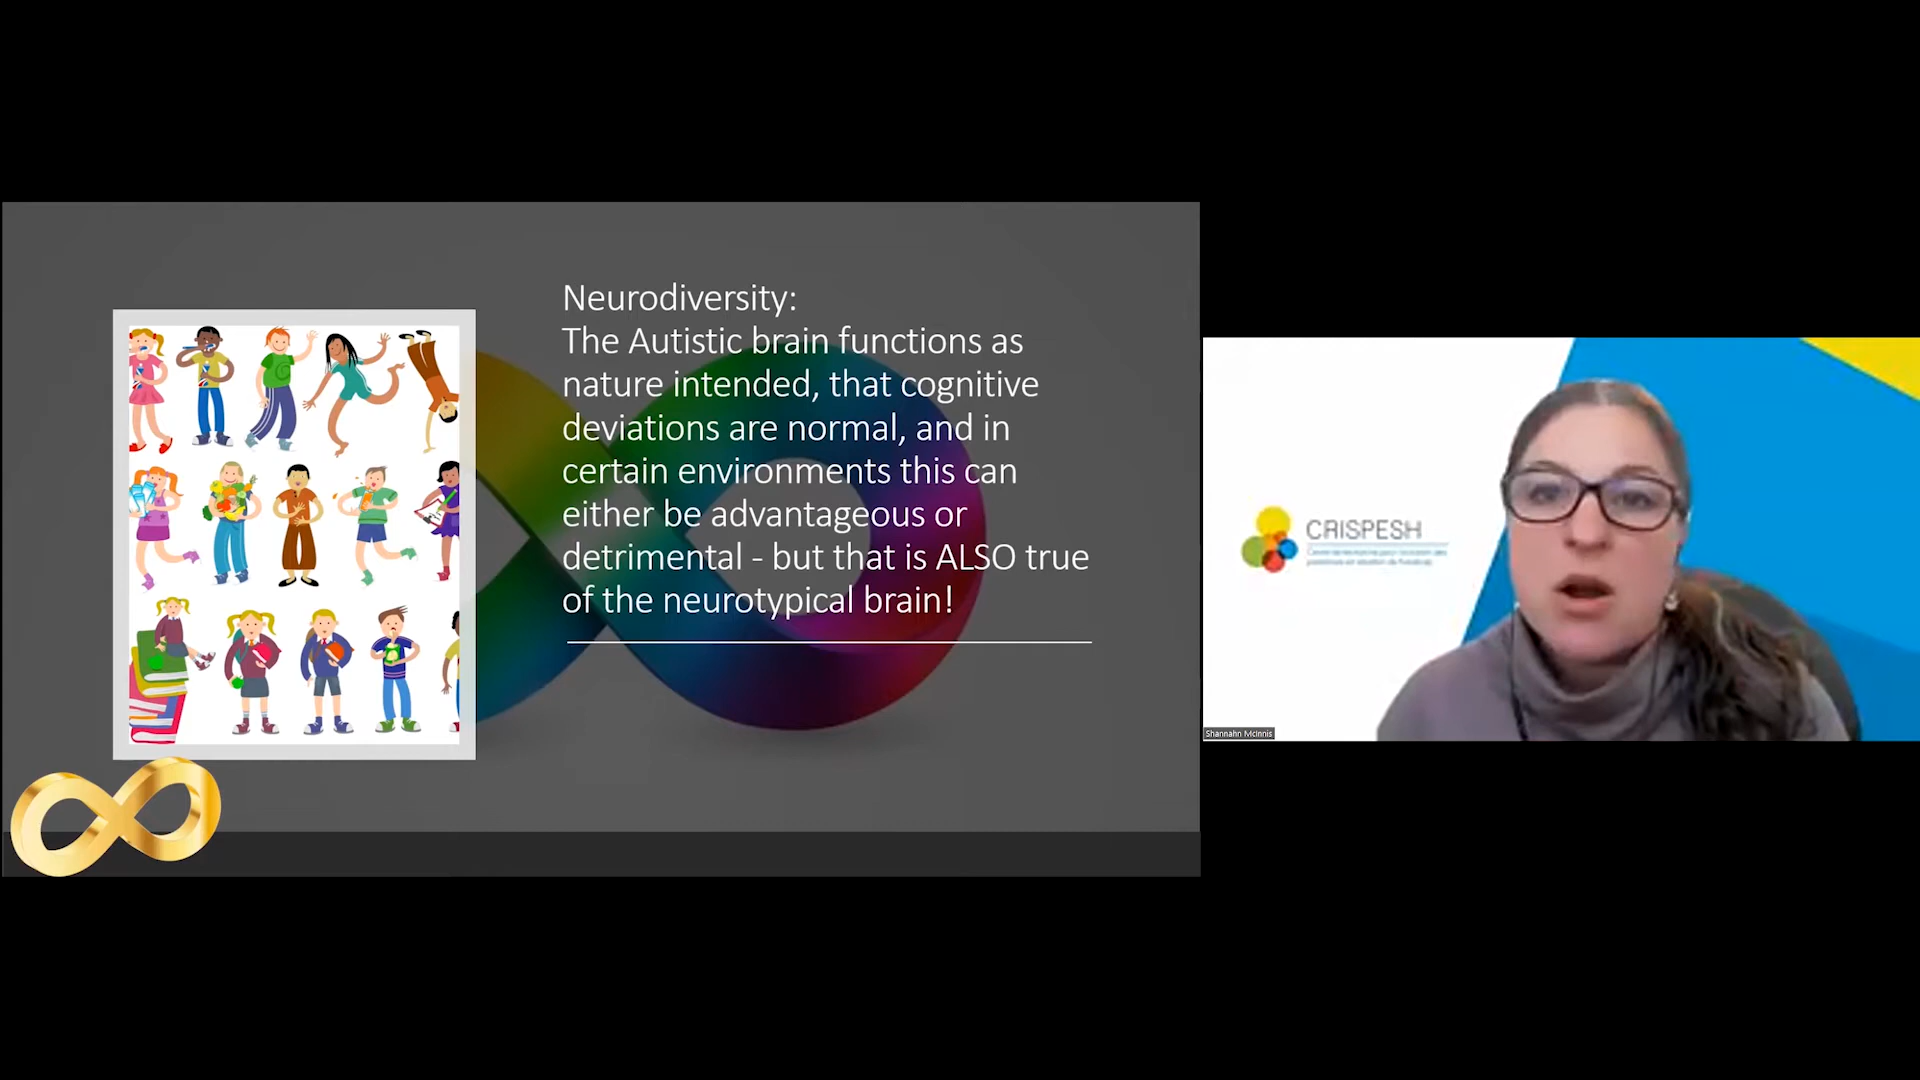 Neurodiversity:
The Autistic brain functions as
nature intended, that cognitive
deviations are normal, and in
certain environments this can
either be advantageous or
detrimental - but that is ALSO true
of the neurotypical brain!
CRISPESH
Shannahn McInnis